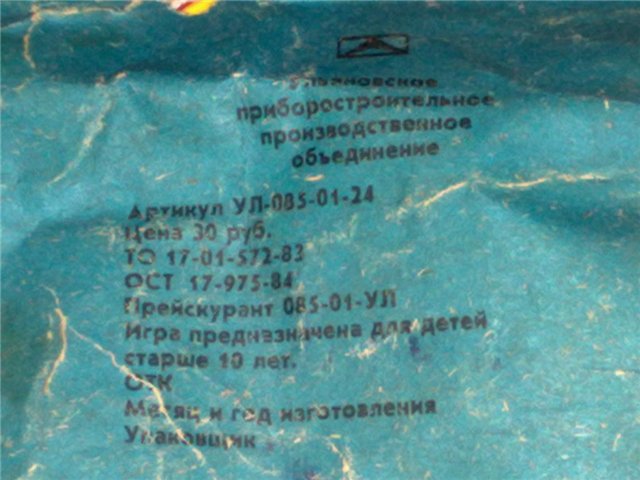 Ульяновское
приборостроительное
производственное
объединение
Артикул УЛ-085-01-24
Цена 30 руб.
ТО 17-01-572-83
ОСТ 17-975-84
Прейскурант 085-01-УЛ
Игра предназначена для детей
старше 10 лет.
ОТК
Месяц и год изготовления
Упаковщик